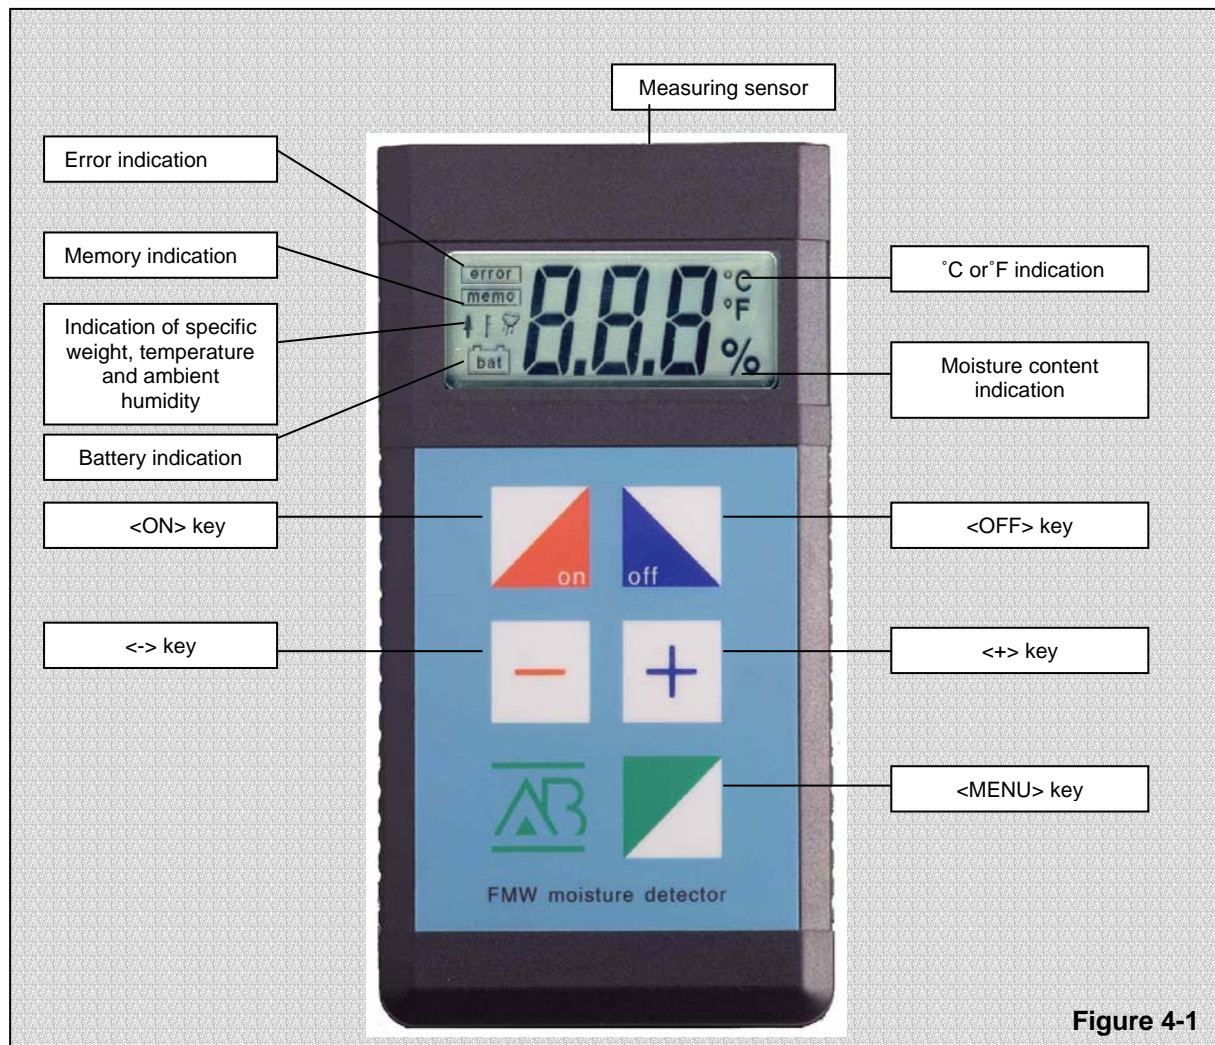 Measuring sensor
Error indication
Memory indication
Indication of specific
weight, temperature
and ambient
humidity
Battery indication
<ON> key
<-> key
˚C or˚F indication
Moisture content
indication
<OFF> key
<+> key
<MENU> key
error
memo
bat
8.8.8
°C
°F
%
on
off
−
+
AB
FMW moisture detector
Figure 4-1